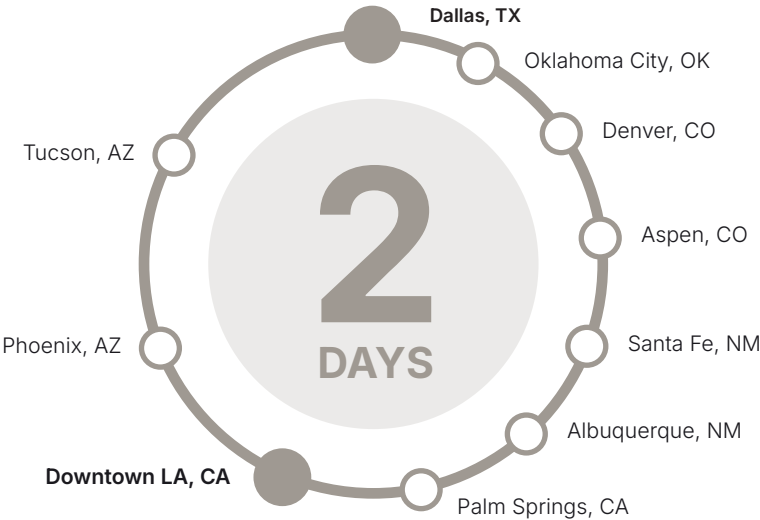 Dallas, TX
Oklahoma City, OK
Denver, CO
Tucson, AZ
Aspen, CO
2
DAYS
Phoenix, AZ
Santa Fe, NM
Albuquerque, NM
Downtown LA, CA
Palm Springs, CA